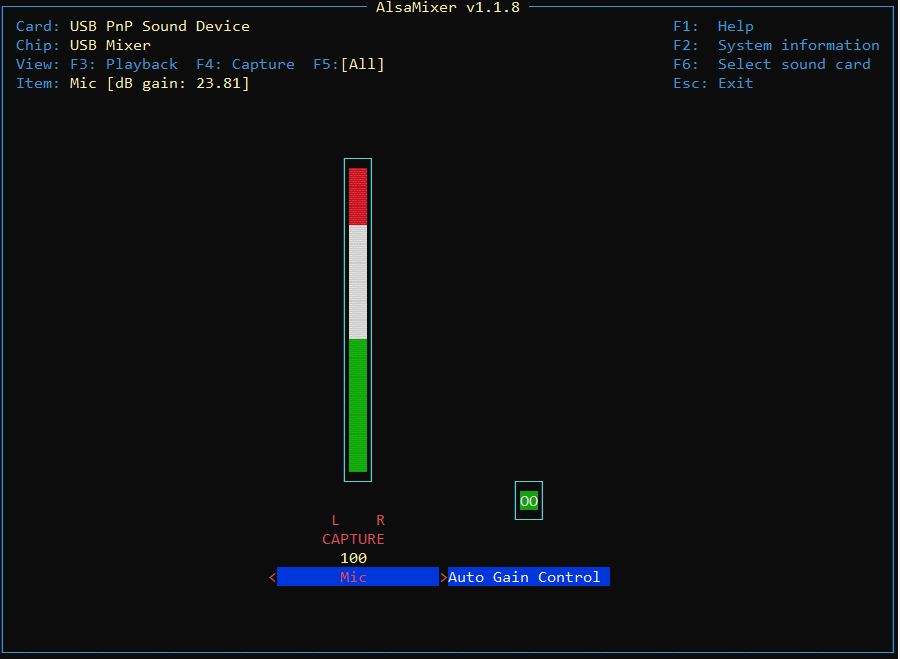 AlsaMixer v1.1.8
Card: USB PnP Sound Device F1: Help
Chip: USB Mixer F2: System information
View: F3: Playback F4: Capture F5:[All] F6: Select sound card
Item: Mic [dB gain: 23.81] Esc: Exit
OO
L R
CAPTURE
100
< Mic >Auto Gain Control